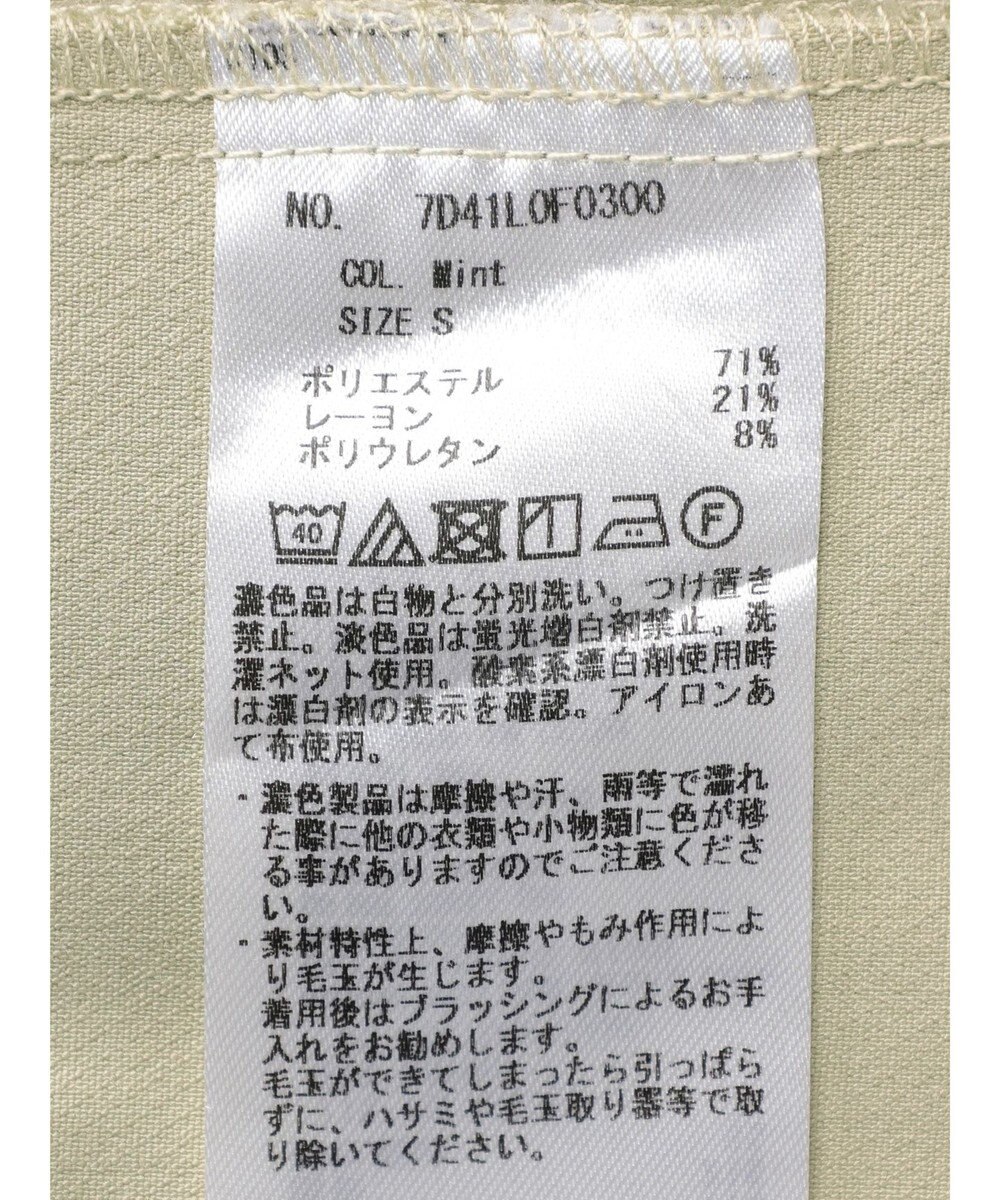 NO. 7D41L0F0300
COL. Mint
SIZE S
ポリエステル 71%
レーヨン 21%
ポリウレタン 8%
40 F
濃色品は白物と分別洗い。つけ置き
禁止。淡色品は蛍光増白剤禁止。洗
濯ネット使用。酸素系漂白剤使用時
は漂白剤の表示を確認。アイロンあ
て布使用。
・濃色製品は摩擦や汗、雨等で濡れ
た際に他の衣類や小物類に色が移
る事がありますのでご注意くださ
い。
・素材特性上、摩擦やもみ作用によ
り毛玉が生じます。
着用後はブラッシングによるお手
入れをお勧めします。
毛玉ができてしまったら引っぱら
ずに、ハサミや毛玉取り器等で取
り除いてください。